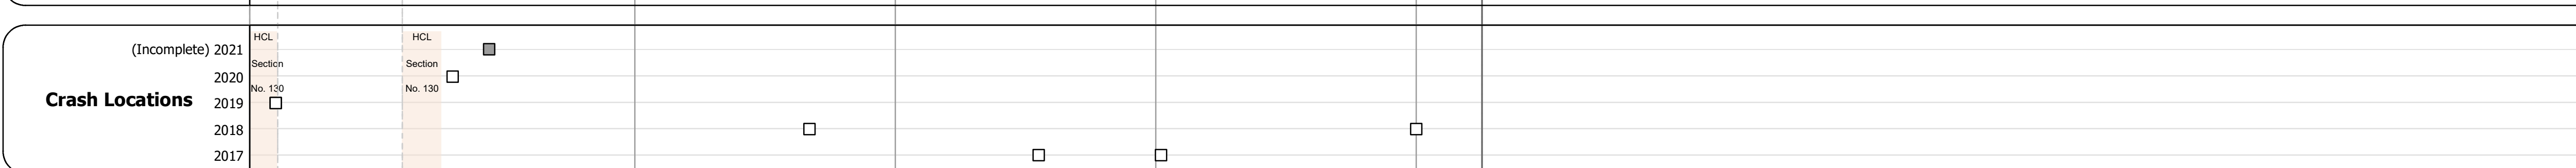 HCL
HCL
(Incomplete) 2021
Section
Section
2020
No. 130
No. 130
Crash Locations
2019
2018
2017